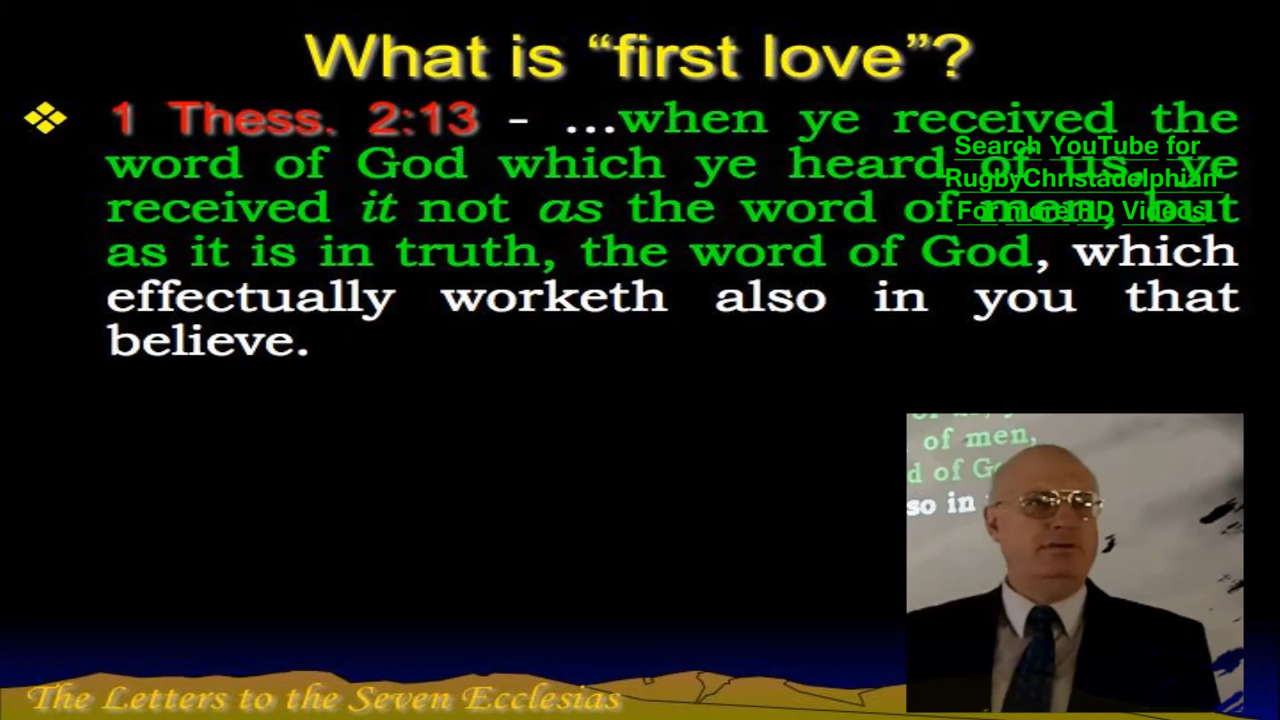 What is “first love”?
❖ 1 Thess. 2:13 - ...when ye received the
word of God which ye heard of us, ye
received it not as the word of men, but
as it is in truth, the word of God, which
effectually worketh also in you that
believe.
Search YouTube for
RugbyChristadelphian
For more HD Videos
of men,
d of G
so in
The Letters to the Seven Ecclesias